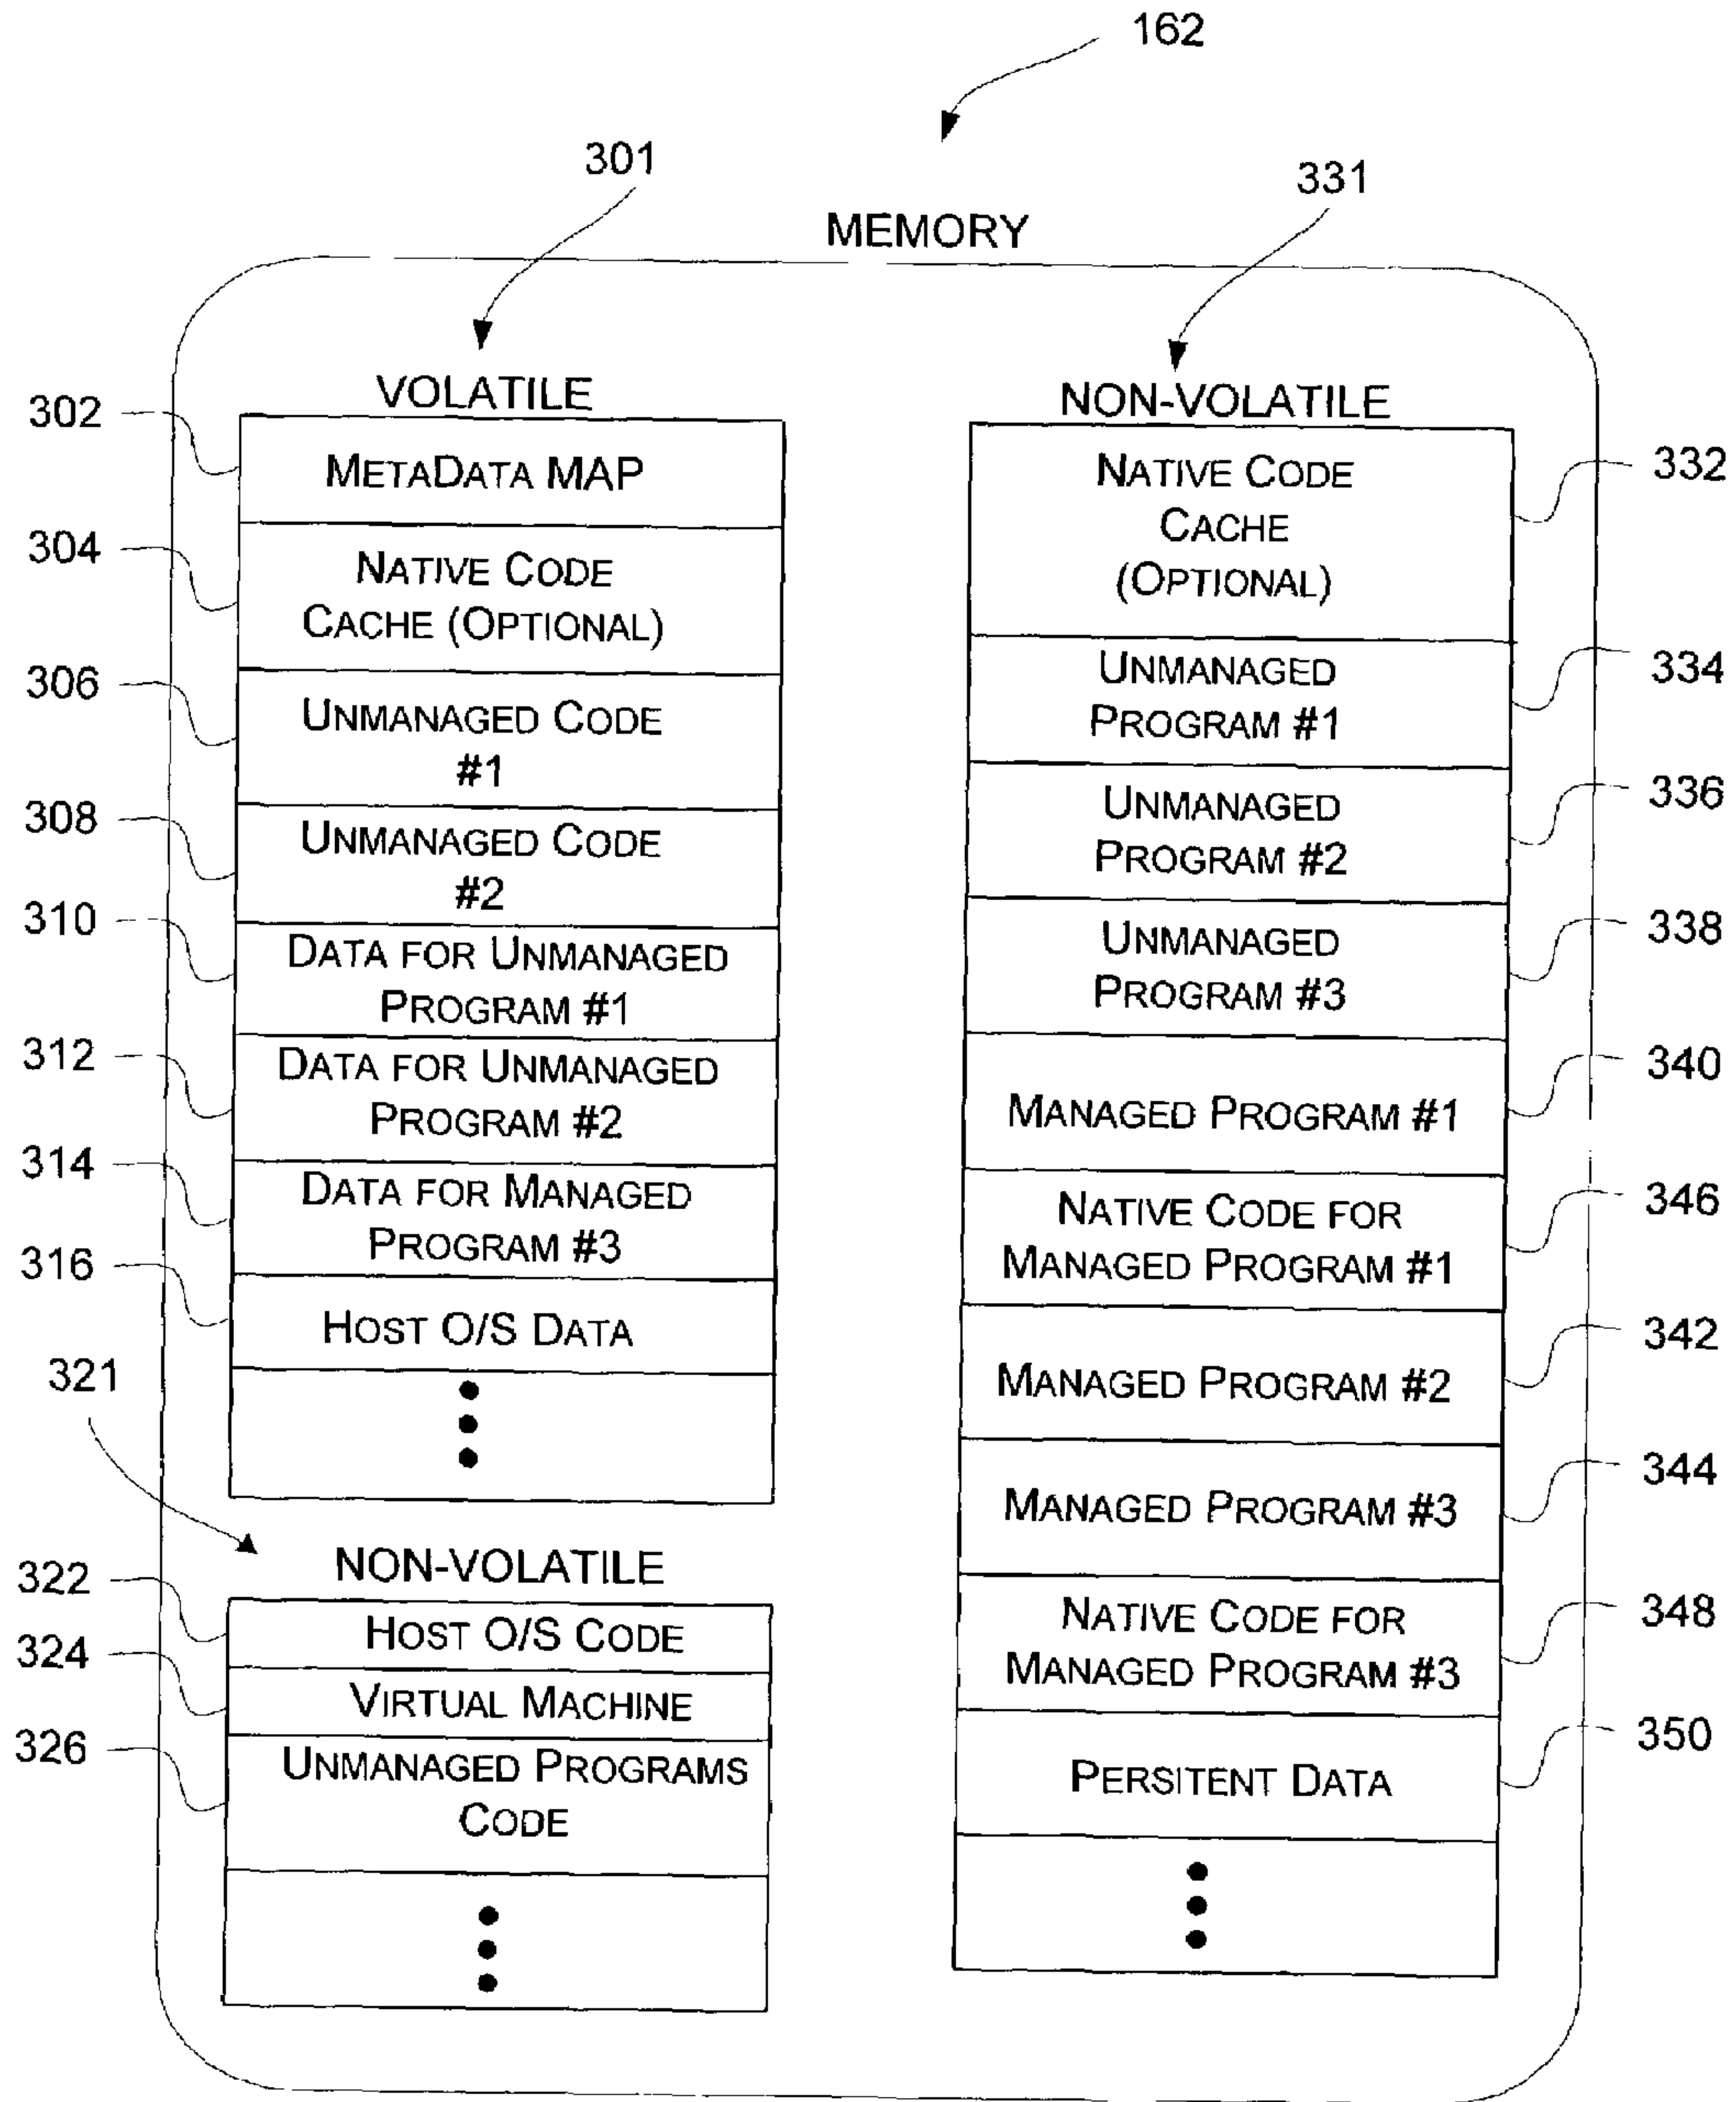 162
301
331
MEMORY
VOLATILE
302
METADATA MAP
304
NATIVE CODE
CACHE (OPTIONAL)
306
UNMANAGED CODE
#1
308
UNMANAGED CODE
#2
310
DATA FOR UNMANAGED
PROGRAM #1
312
DATA FOR UNMANAGED
PROGRAM #2
314
DATA FOR MANAGED
PROGRAM #3
316
HOST O/S DATA
321
NON-VOLATILE
322
HOST O/S CODE
324
VIRTUAL MACHINE
326
UNMANAGED PROGRAMS
CODE
NON-VOLATILE
NATIVE CODE
CACHE
(OPTIONAL)
332
UNMANAGED
PROGRAM #1
334
UNMANAGED
PROGRAM #2
336
UNMANAGED
PROGRAM #3
338
MANAGED PROGRAM #1
340
NATIVE CODE FOR
MANAGED PROGRAM #1
346
MANAGED PROGRAM #2
342
MANAGED PROGRAM #3
344
NATIVE CODE FOR
MANAGED PROGRAM #3
348
PERSITENT DATA
350